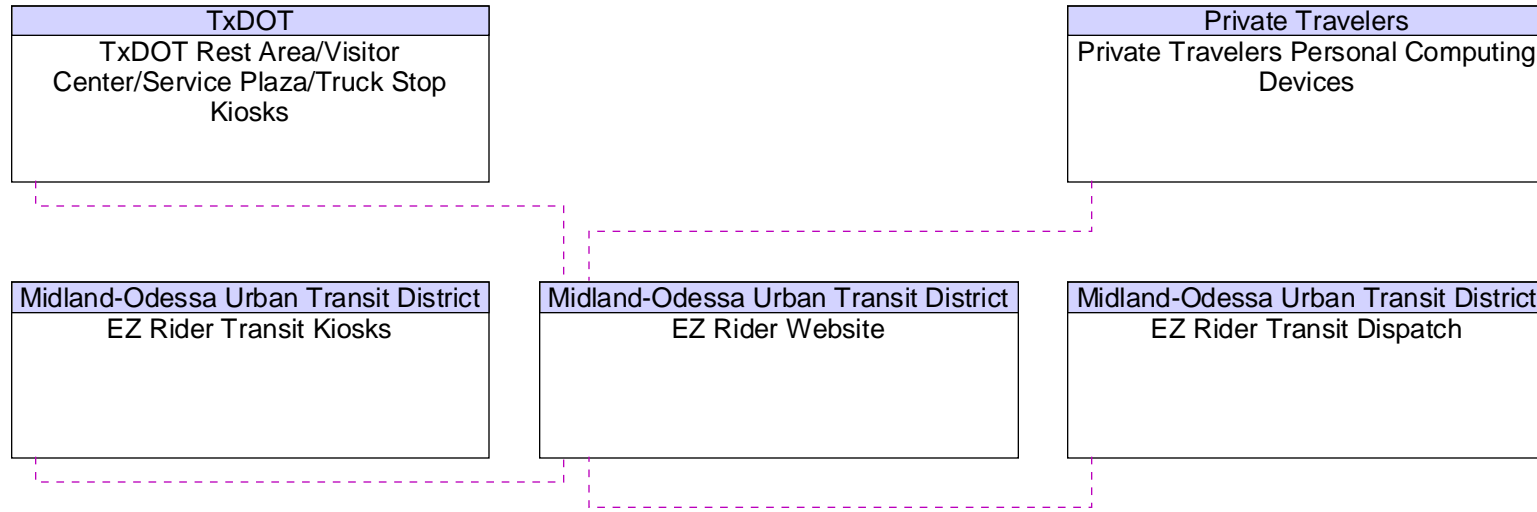 TxDOT
TxDOT Rest Area/Visitor
Center/Service Plaza/Truck Stop
Kiosks
Private Travelers
Private Travelers Personal Computing
Devices
Midland-Odessa Urban Transit District
EZ Rider Transit Kiosks
Midland-Odessa Urban Transit District
EZ Rider Website
Midland-Odessa Urban Transit District
EZ Rider Transit Dispatch